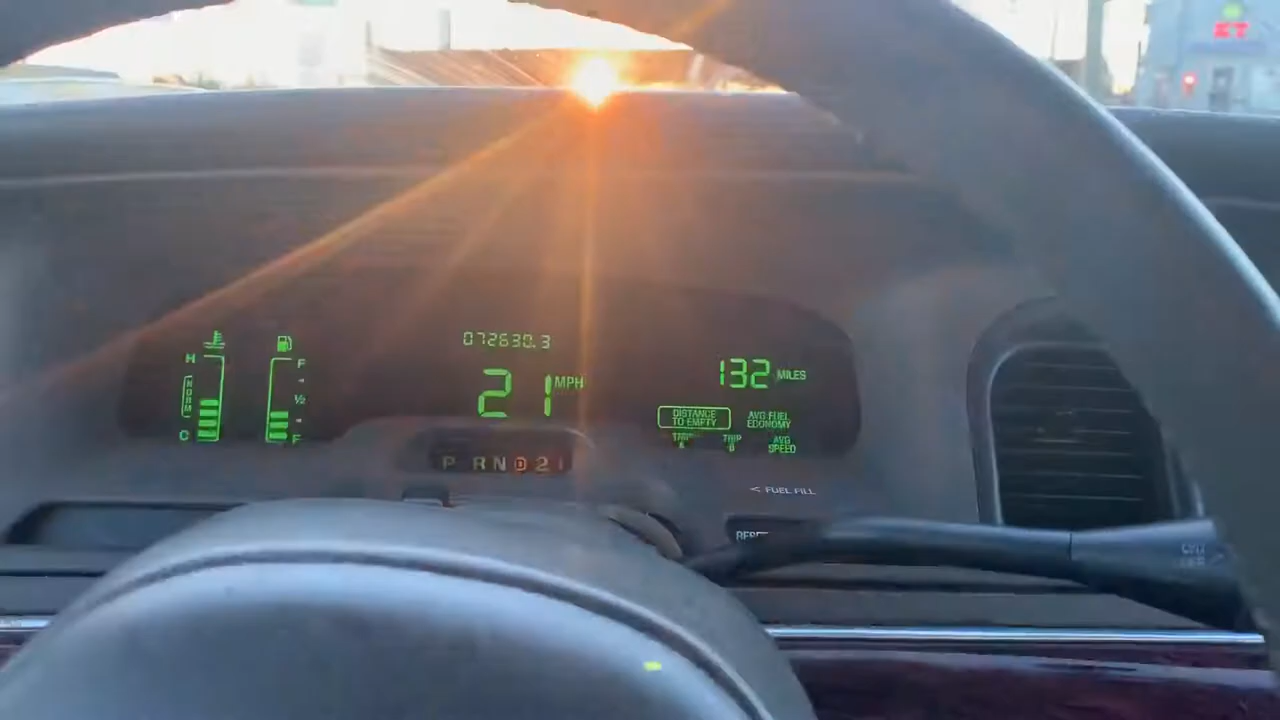 072630.3
H
F
NORM
½
132 MILES
21 MPH
DISTANCE TO EMPTY
AVG FUEL ECONOMY
C
F
TRIP A
TRIP B
AVG SPEED
P R N D 2 1
< FUEL FILL